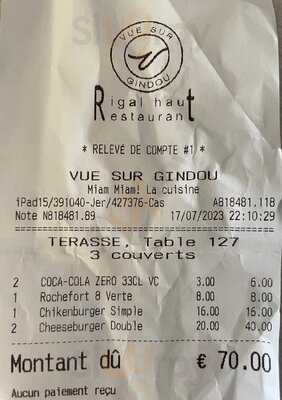 VUE SUR
GINDOU
Rigal haut
Restaurant
* RELEVÉ DE COMPTE #1 *
VUE SUR GINDOU
Miam Miam! La cuisine
iPad15/391040-Jer/427376-Cas A818481.118
Note N818481.89 17/07/2023 22:10:29
TERASSE, Table 127
3 couverts
2 COCA-COLA ZERO 33CL VC 3.00 6.00
1 Rochefort 8 Verte 8.00 8.00
1 Chikenburger Simple 16.00 16.00
2 Cheeseburger Double 20.00 40.00
Montant dû € 70.00
Aucun paiement reçu